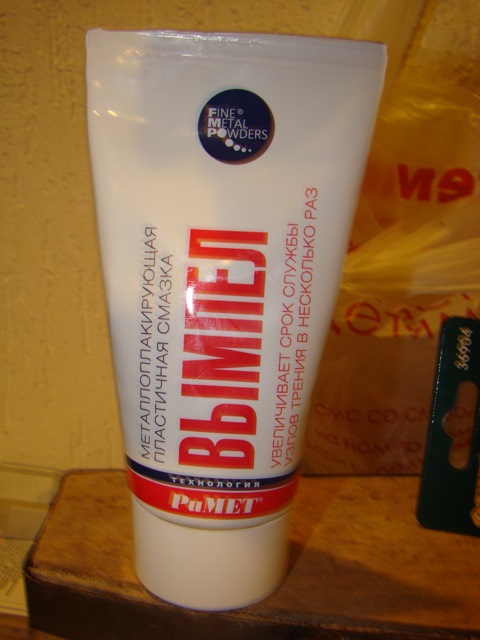 FINE®
METAL
POWDERS
МЕТАЛЛОПЛАКИРУЮЩАЯ
ПЛАСТИЧНАЯ СМАЗКА
ВЫМПЕЛ
УВЕЛИЧИВАЕТ СРОК СЛУЖБЫ
УЗЛОВ ТРЕНИЯ В НЕСКОЛЬКО РАЗ
ТЕХНОЛОГИЯ
РиМЕТ®
36904